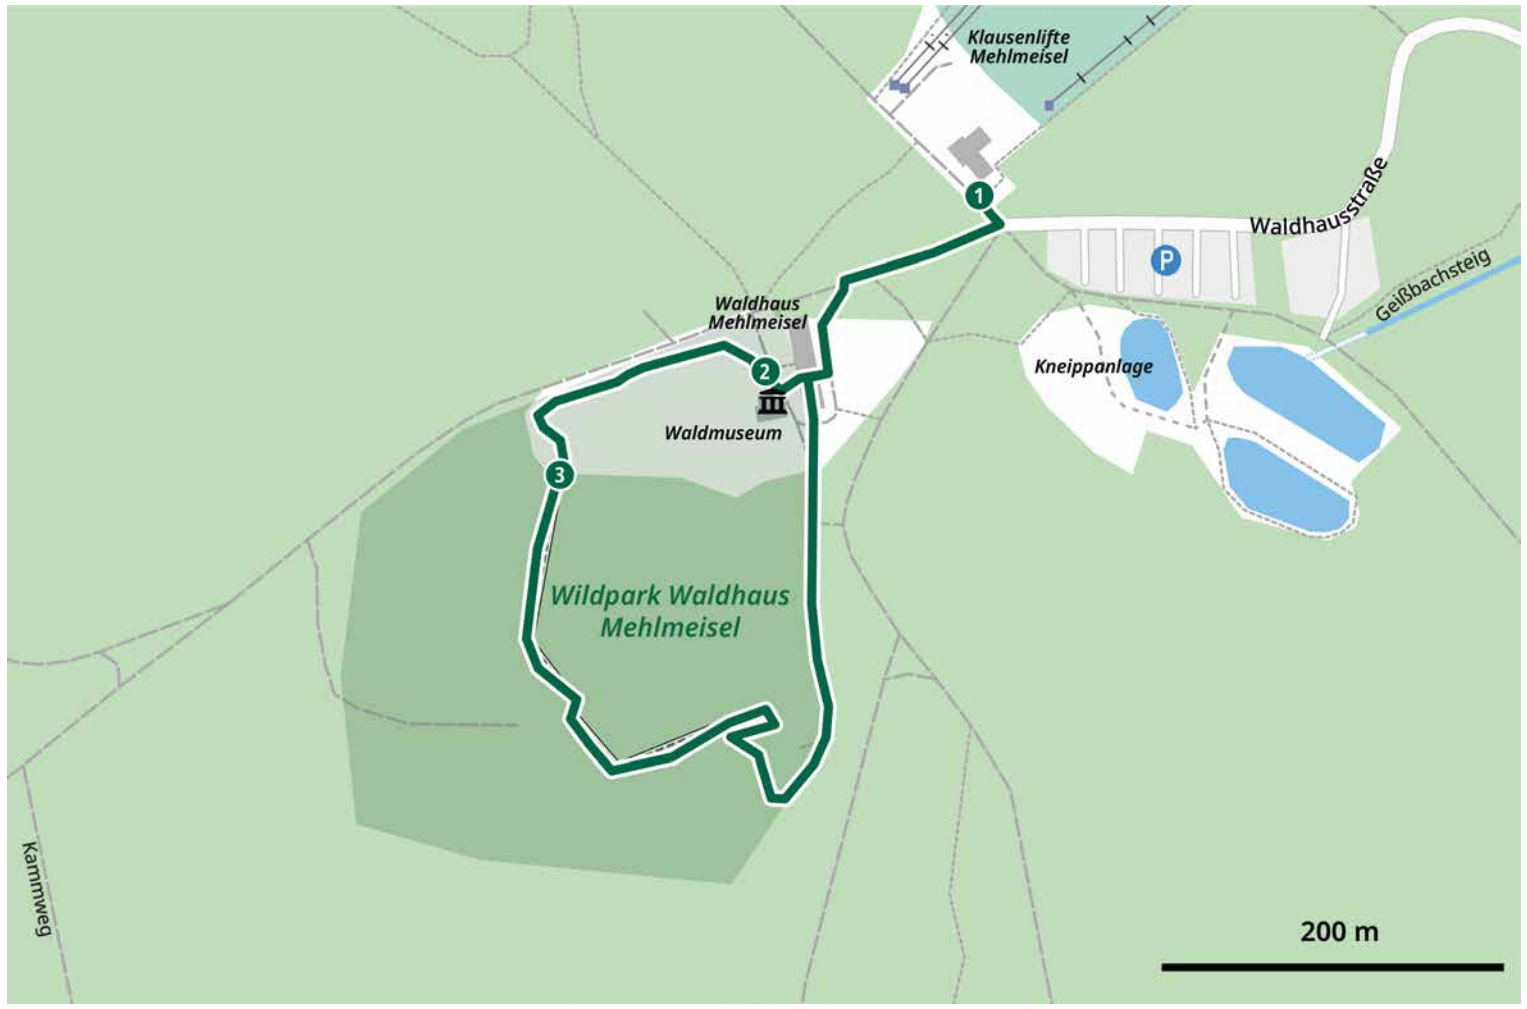 Klausenlifte
Mehlmeisel
1
Waldhausstraße
P
Geißbachsteig
Waldhaus
Mehlmeisel
2
Kneippanlage
Waldmuseum
3
Wildpark Waldhaus
Mehlmeisel
Kammweg
200 m